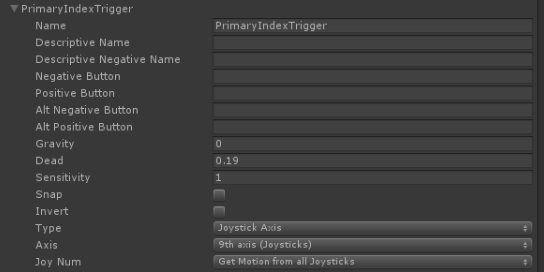 PrimaryIndexTrigger
Name PrimaryIndexTrigger
Descriptive Name
Descriptive Negative Name
Negative Button
Positive Button
Alt Negative Button
Alt Positive Button
Gravity 0
Dead 0.19
Sensitivity 1
Snap
Invert
Type Joystick Axis
Axis 9th axis (Joysticks)
Joy Num Get Motion from all Joysticks